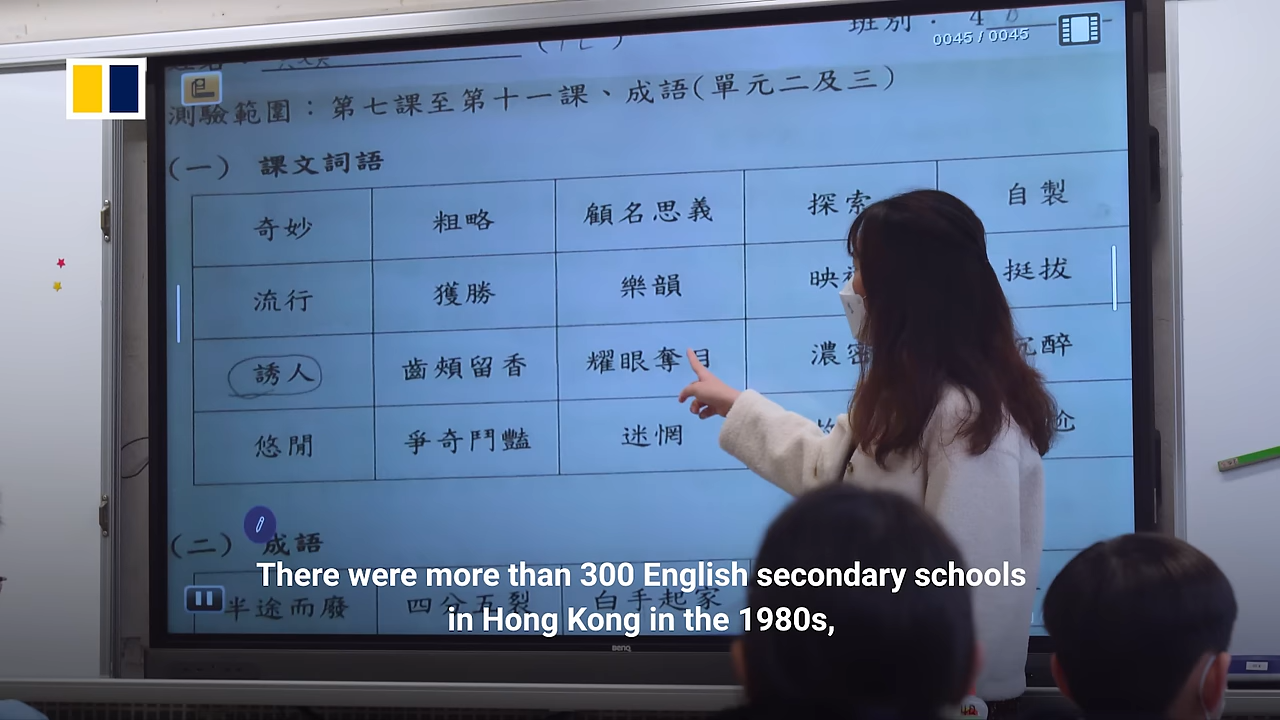 班別：4
0045 / 0045
測驗範圍：第七課至第十一課、成語(單元二及三)
(一) 課文詞語
奇妙 粗略 顧名思義 探索 自製
流行 獲勝 樂韻 映 挺拔
誘人 齒頰留香 耀眼奪目 濃密 沉醉
悠閒 爭奇鬥豔 迷惘
(二) 成語
半途而廢 四分五裂 白手起家
There were more than 300 English secondary schools
in Hong Kong in the 1980s,
BenQ